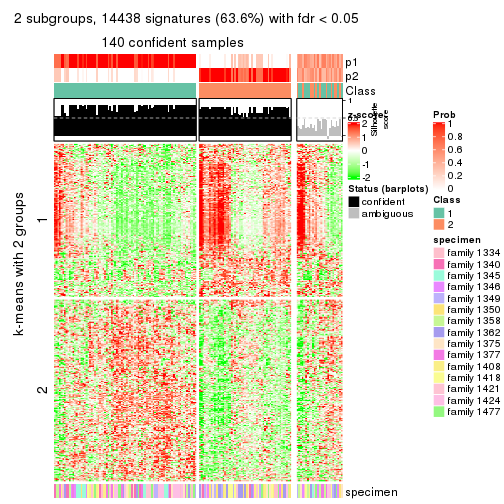 2 subgroups, 14438 signatures (63.6%) with fdr < 0.05
140 confident samples
p1
p2
Class
1
0.5
Silhouette
score
z-score
2
1
0
-1
-2
Status (barplots)
confident
ambiguous
Prob
1
0.8
0.6
0.4
0.2
0
Class
1
2
specimen
family 1334
family 1340
family 1345
family 1346
family 1349
family 1350
family 1358
family 1362
family 1375
family 1377
family 1408
family 1418
family 1421
family 1424
family 1477
k-means with 2 groups
1
2
specimen